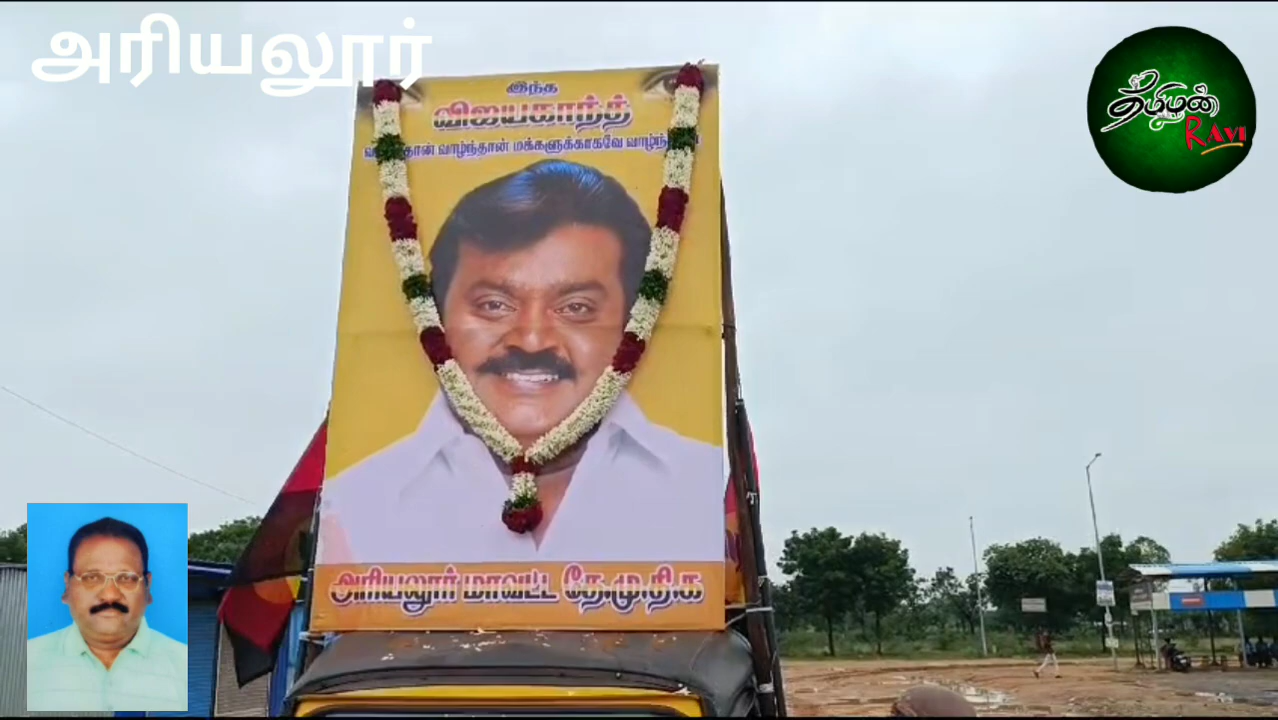 அரியலூர்
தமிழன்
RAVI
இந்த
விஜயகாந்த்
வாழ்ந்தான் மக்களுக்காகவே
அரியலூர் மாவட்ட தே.மு.தி.க